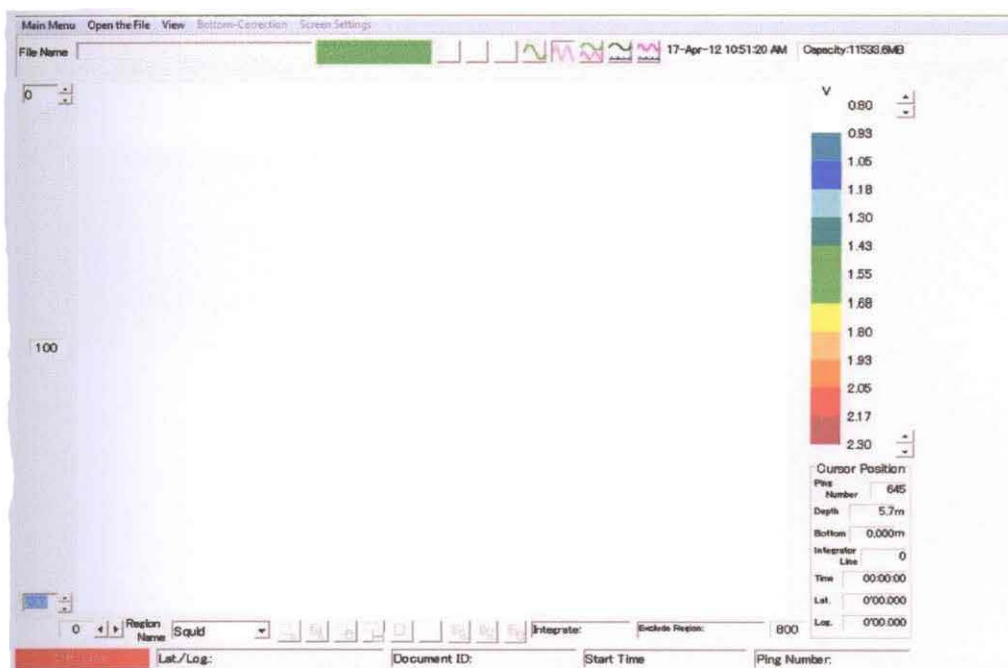 Main Menu Open the File View Bottom-Correction Screen Settings
File Name 17-Apr-12 10:51:20 AM Capacity:11533.6MB
0
V
0.80
0.93
1.05
1.18
1.30
1.43
1.55
1.68
100
1.80
1.93
2.05
2.17
2.30
Cursor Position
Ping Number 645
Depth 5.7m
Bottom 0.000m
Integrator Line 0
Time 00:00:00
Lat. 0'00.000
Log. 0'00.000
0 Region Name Squid Integrate: Exclude Region: 800
Lat./Log.: Document ID: Start Time Ping Number: